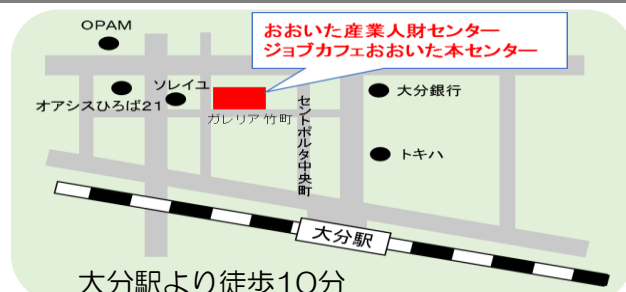 OPAM
おおいた産業人財センター
ジョブカフェおおいた本センター
ソレイユ
オアシスひろば21
ガレリア竹町
セントポルタ中央町
大分銀行
トキハ
大分駅
大分駅より徒歩10分